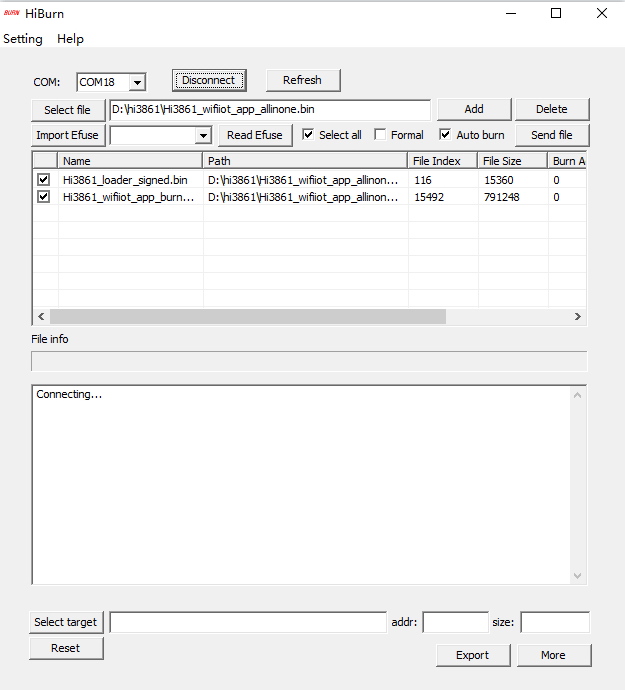 BURN HiBurn
Setting Help
COM: COM18 Disconnect Refresh
Select file D:\hi3861\Hi3861_wifiiot_app_allinone.bin Add Delete
Import Efuse Read Efuse Select all Formal Auto burn Send file
Name Path File Index File Size Burn A
Hi3861_loader_signed.bin D:\hi3861\Hi3861_wifiiot_app_allinon... 116 15360 0
Hi3861_wifiiot_app_burn... D:\hi3861\Hi3861_wifiiot_app_allinon... 15492 791248 0
File info
Connecting...
Select target addr: size:
Reset
Export More